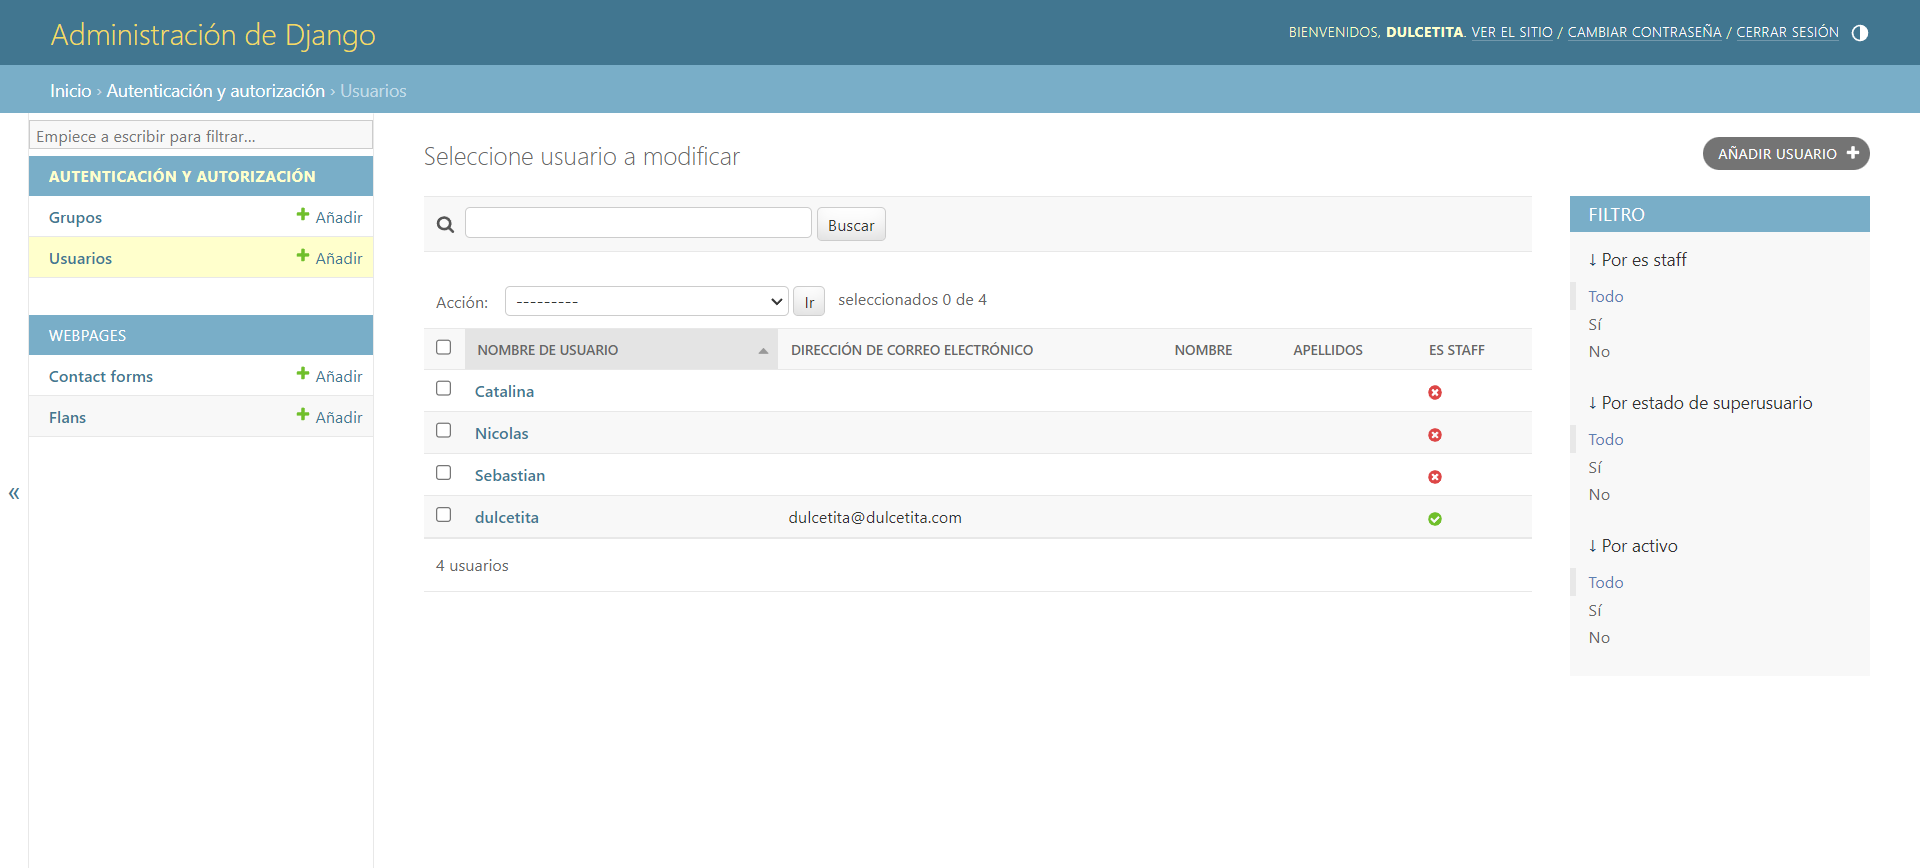 Administración de Django
BIENVENIDOS, DULCETITA. VER EL SITIO / CAMBIAR CONTRASEÑA / CERRAR SESIÓN
Inicio › Autenticación y autorización › Usuarios
Empiece a escribir para filtrar...
AUTENTICACIÓN Y AUTORIZACIÓN
Grupos Añadir
Usuarios Añadir
WEBPAGES
Contact forms Añadir
Flans Añadir
«
Seleccione usuario a modificar
AÑADIR USUARIO
Buscar
Acción: --------- Ir seleccionados 0 de 4
NOMBRE DE USUARIO DIRECCIÓN DE CORREO ELECTRÓNICO NOMBRE APELLIDOS ES STAFF
Catalina
Nicolas
Sebastian
dulcetita dulcetita@dulcetita.com
4 usuarios
FILTRO
↓ Por es staff
Todo
Sí
No
↓ Por estado de superusuario
Todo
Sí
No
↓ Por activo
Todo
Sí
No